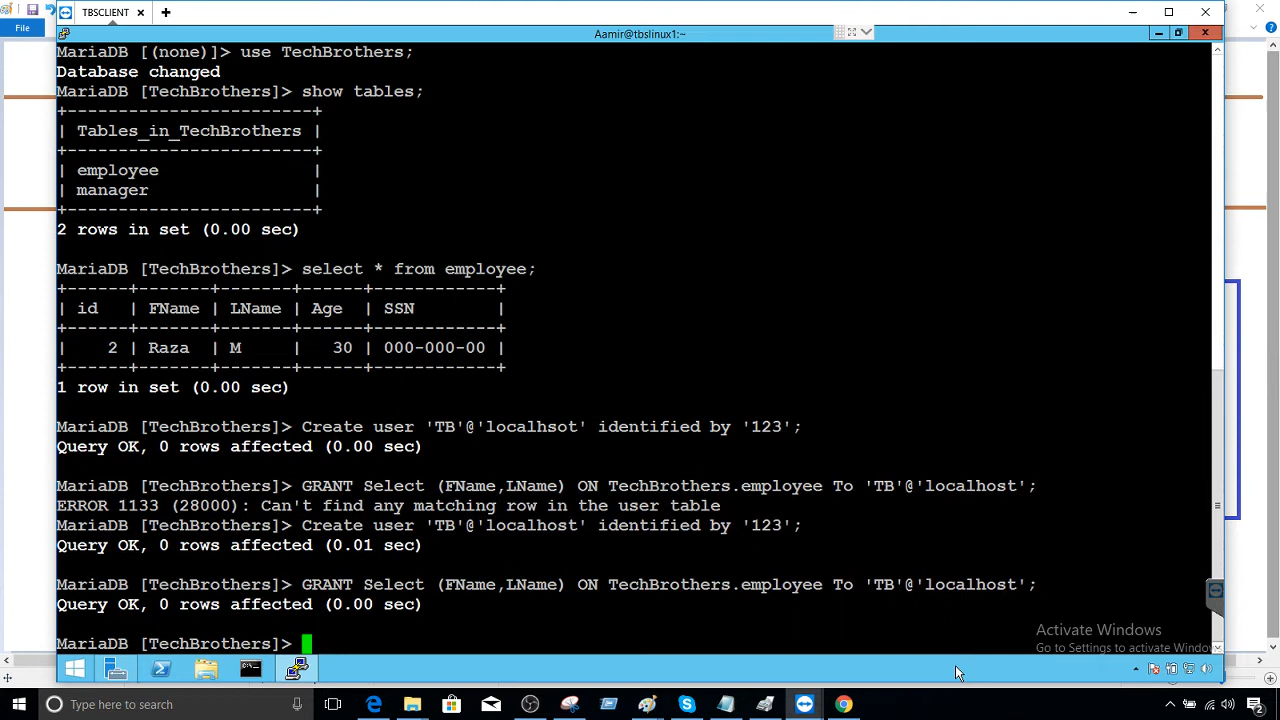 TBSCLIENT
File
Aamir@tbslinux1:~
MariaDB [(none)]> use TechBrothers;
Database changed
MariaDB [TechBrothers]> show tables;
+------------------------+
| Tables_in_TechBrothers |
+------------------------+
| employee |
| manager |
+------------------------+
2 rows in set (0.00 sec)
MariaDB [TechBrothers]> select * from employee;
+------+-------+-------+------+------------+
| id | FName | LName | Age | SSN |
+------+-------+-------+------+------------+
| 2 | Raza | M | 30 | 000-000-00 |
+------+-------+-------+------+------------+
1 row in set (0.00 sec)
MariaDB [TechBrothers]> Create user 'TB'@'localhsot' identified by '123';
Query OK, 0 rows affected (0.00 sec)
MariaDB [TechBrothers]> GRANT Select (FName,LName) ON TechBrothers.employee To 'TB'@'localhost';
ERROR 1133 (28000): Can't find any matching row in the user table
MariaDB [TechBrothers]> Create user 'TB'@'localhost' identified by '123';
Query OK, 0 rows affected (0.01 sec)
MariaDB [TechBrothers]> GRANT Select (FName,LName) ON TechBrothers.employee To 'TB'@'localhost';
Query OK, 0 rows affected (0.00 sec)
MariaDB [TechBrothers]>
Activate Windows
Go to Settings to activate Windows
Type here to search
2